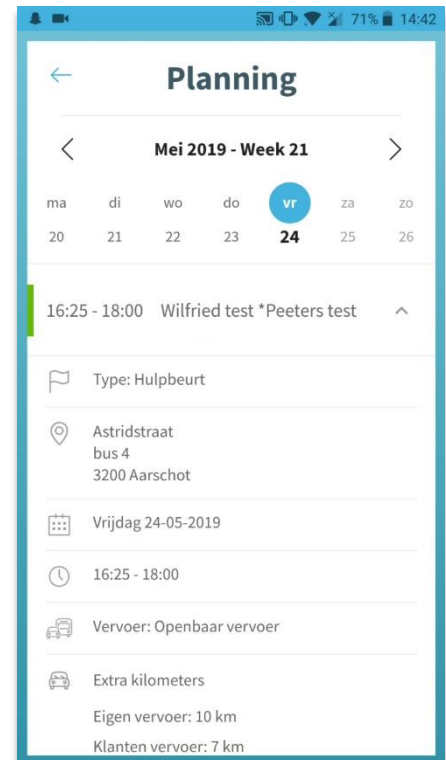 71% 14:42
Planning
Mei 2019 - Week 21
ma di wo do vr za zo
20 21 22 23 24 25 26
16:25 - 18:00 Wilfried test *Peeters test
Type: Hulpbeurt
Astridstraat
bus 4
3200 Aarschot
Vrijdag 24-05-2019
16:25 - 18:00
Vervoer: Openbaar vervoer
Extra kilometers
Eigen vervoer: 10 km
Klanten vervoer: 7 km